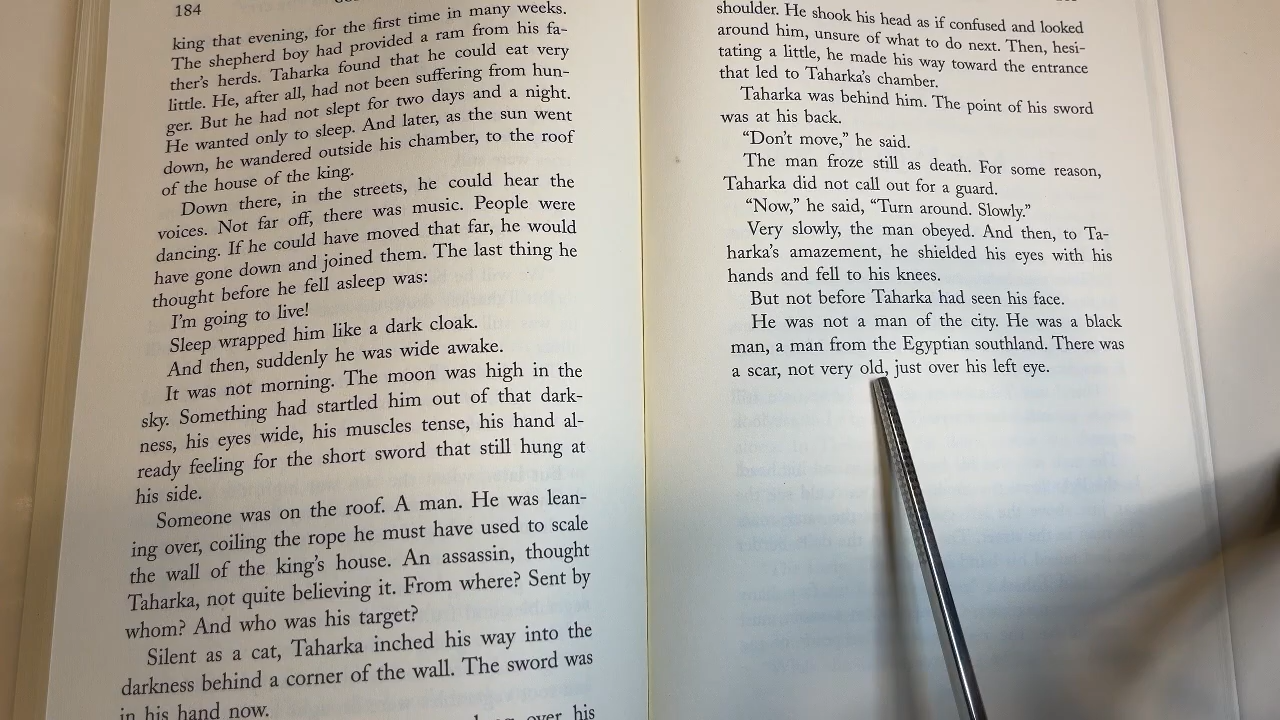 184
king that evening, for the first time in many weeks.
The shepherd boy had provided a ram from his fa-
ther's herds. Taharka found that he could eat very
little. He, after all, had not been suffering from hun-
ger. But he had not slept for two days and a night.
He wanted only to sleep. And later, as the sun went
down, he wandered outside his chamber, to the roof
of the house of the king.
Down there, in the streets, he could hear the
voices. Not far off, there was music. People were
dancing. If he could have moved that far, he would
have gone down and joined them. The last thing he
thought before he fell asleep was:
I'm going to live!
Sleep wrapped him like a dark cloak.
And then, suddenly he was wide awake.
It was not morning. The moon was high in the
sky. Something had startled him out of that dark-
ness, his eyes wide, his muscles tense, his hand al-
ready feeling for the short sword that still hung at
his side.
Someone was on the roof. A man. He was lean-
ing over, coiling the rope he must have used to scale
the wall of the king's house. An assassin, thought
Taharka, not quite believing it. From where? Sent by
whom? And who was his target?
Silent as a cat, Taharka inched his way into the
darkness behind a corner of the wall. The sword was
in his hand now.
over his
shoulder. He shook his head as if confused and looked
around him, unsure of what to do next. Then, hesi-
tating a little, he made his way toward the entrance
that led to Taharka's chamber.
Taharka was behind him. The point of his sword
was at his back.
“Don't move,” he said.
The man froze still as death. For some reason,
Taharka did not call out for a guard.
“Now,” he said, “Turn around. Slowly.”
Very slowly, the man obeyed. And then, to Ta-
harka's amazement, he shielded his eyes with his
hands and fell to his knees.
But not before Taharka had seen his face.
He was not a man of the city. He was a black
man, a man from the Egyptian southland. There was
a scar, not very old, just over his left eye.